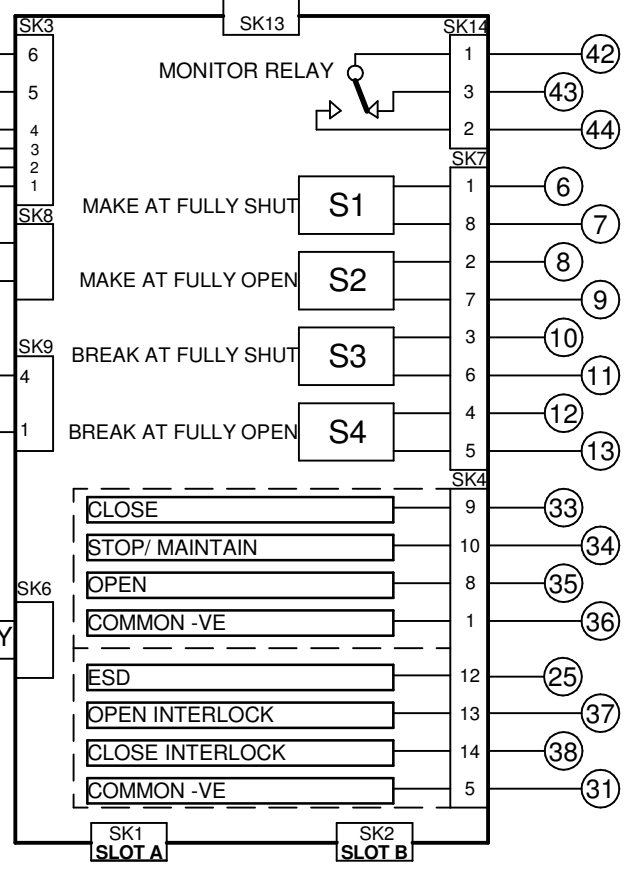 SK13
SK3
6
5
4
3
2
1
SK8
SK9
4
1
SK6
Y
MONITOR RELAY
SK14
1 42
3 43
2 44
SK7
MAKE AT FULLY SHUT S1 1 6
8 7
MAKE AT FULLY OPEN S2 2 8
7 9
BREAK AT FULLY SHUT S3 3 10
6 11
BREAK AT FULLY OPEN S4 4 12
5 13
SK4
CLOSE 9 33
STOP/ MAINTAIN 10 34
OPEN 8 35
COMMON -VE 1 36
ESD 12 25
OPEN INTERLOCK 13 37
CLOSE INTERLOCK 14 38
COMMON -VE 5 31
SK1
SLOT A
SK2
SLOT B